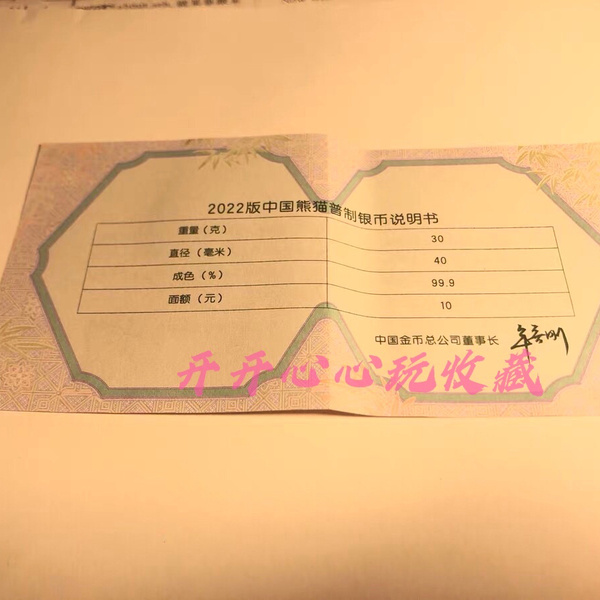 2022版中国熊猫普制银币说明书
重量（克） 30
直径（毫米） 40
成色（%） 99.9
面额（元） 10
中国金币总公司董事长
开开心心玩收藏